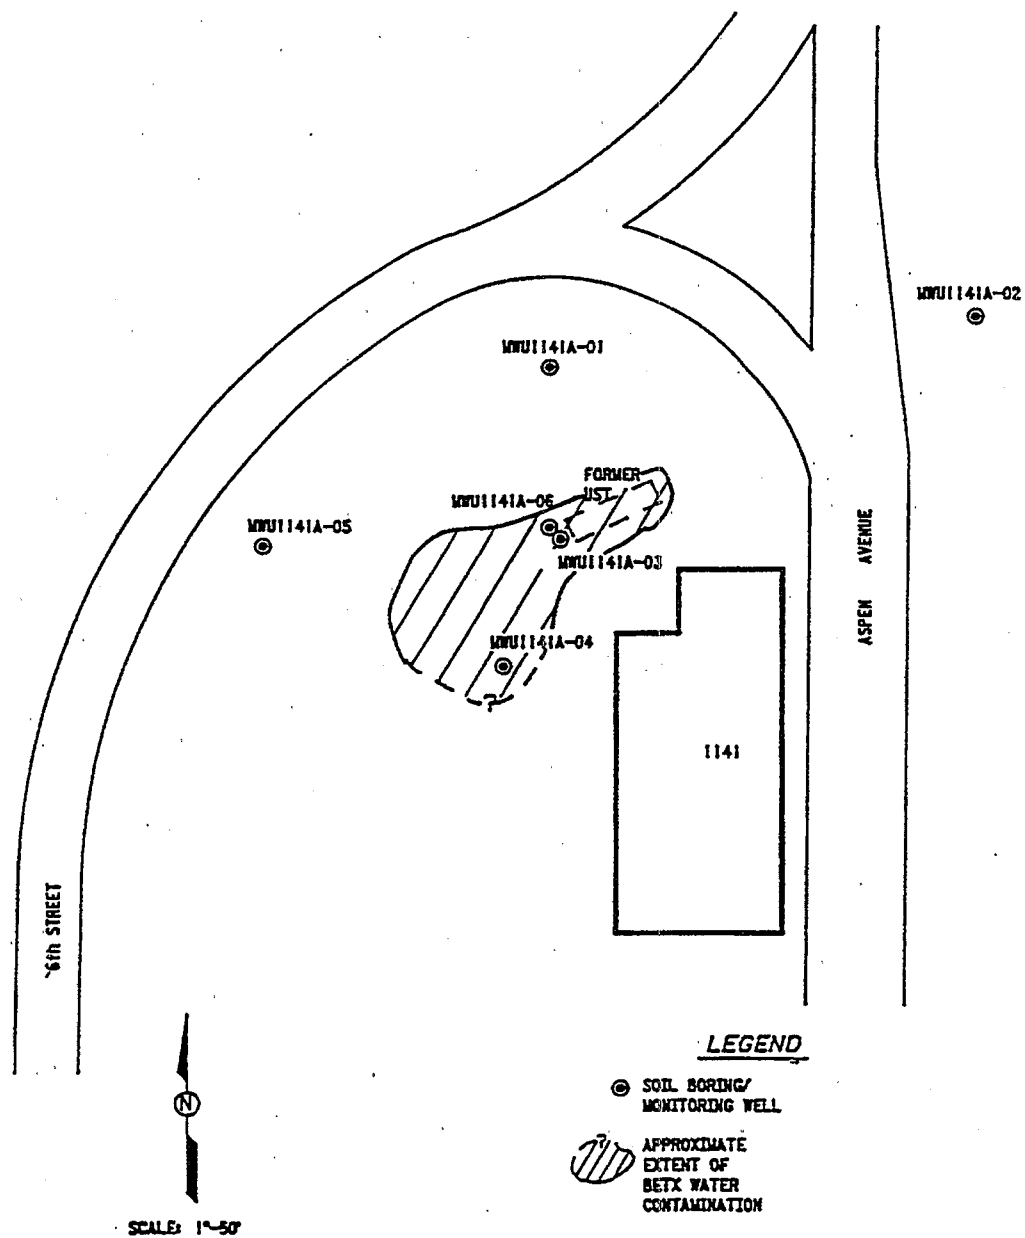 MWU1141A-02
MWU1141A-01
FORMER
UST
MWU1141A-06
MWU1141A-05
MWU1141A-03
MWU1141A-04
ASPEN AVENUE
1141
6th STREET
LEGEND
SOIL BORING/
MONITORING WELL
?
APPROXIMATE
EXTENT OF
BETX WATER
CONTAMINATION
?
N
SCALE: 1"-50'